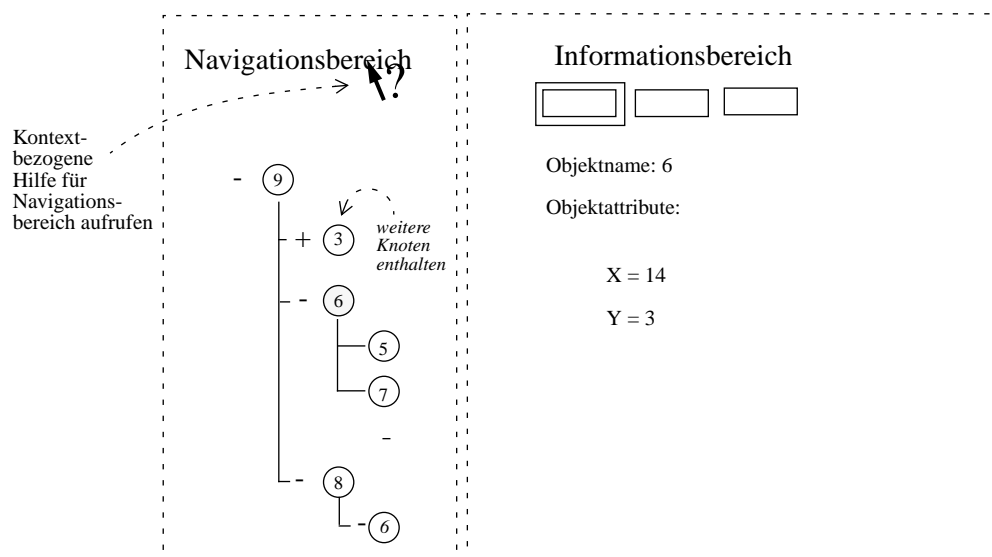 Navigationsbereich
?
Informationsbereich
Kontext-
bezogene
Hilfe für
Navigations-
bereich aufrufen
- 9
+ 3
weitere
Knoten
enthalten
- 6
5
7
-
- 8
- 6
Objektname: 6
Objektattribute:
X = 14
Y = 3